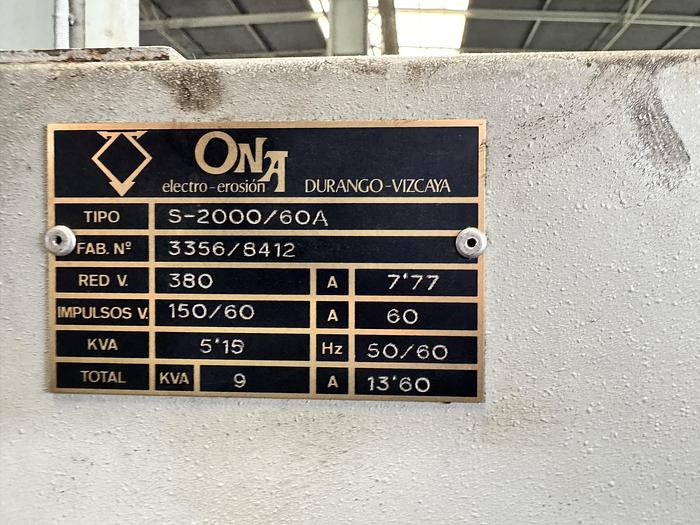 ONA
electro-erosión DURANGO-VIZCAYA
TIPO S-2000/60A
FAB. Nº 3356/8412
RED V. 380 A 7'77
IMPULSOS V. 150/60 A 60
KVA 5'15 Hz 50/60
TOTAL KVA 9 A 13'60